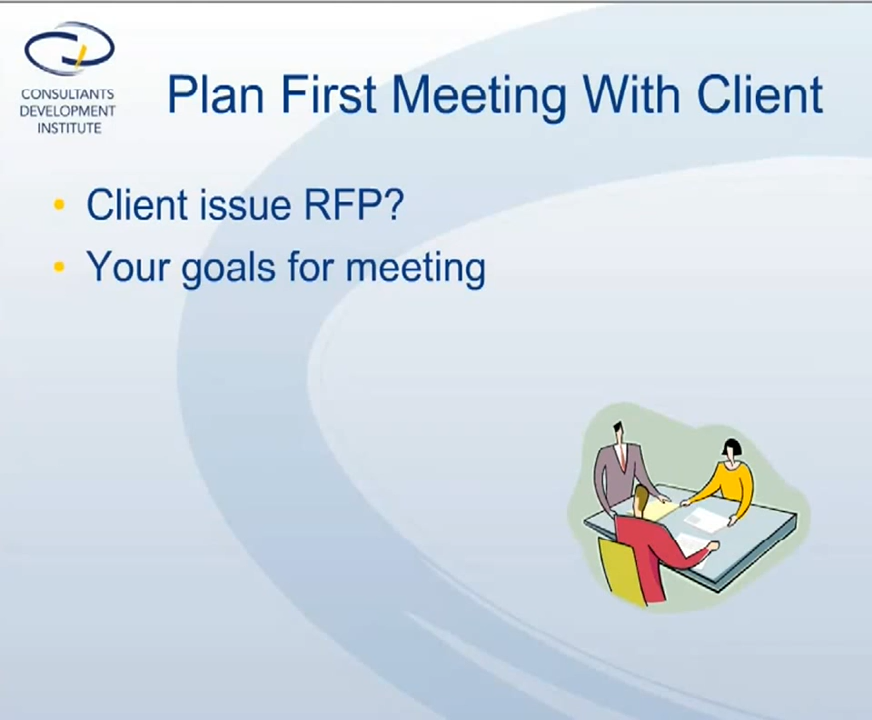 CONSULTANTS
DEVELOPMENT
INSTITUTE
Plan First Meeting With Client
• Client issue RFP?
• Your goals for meeting